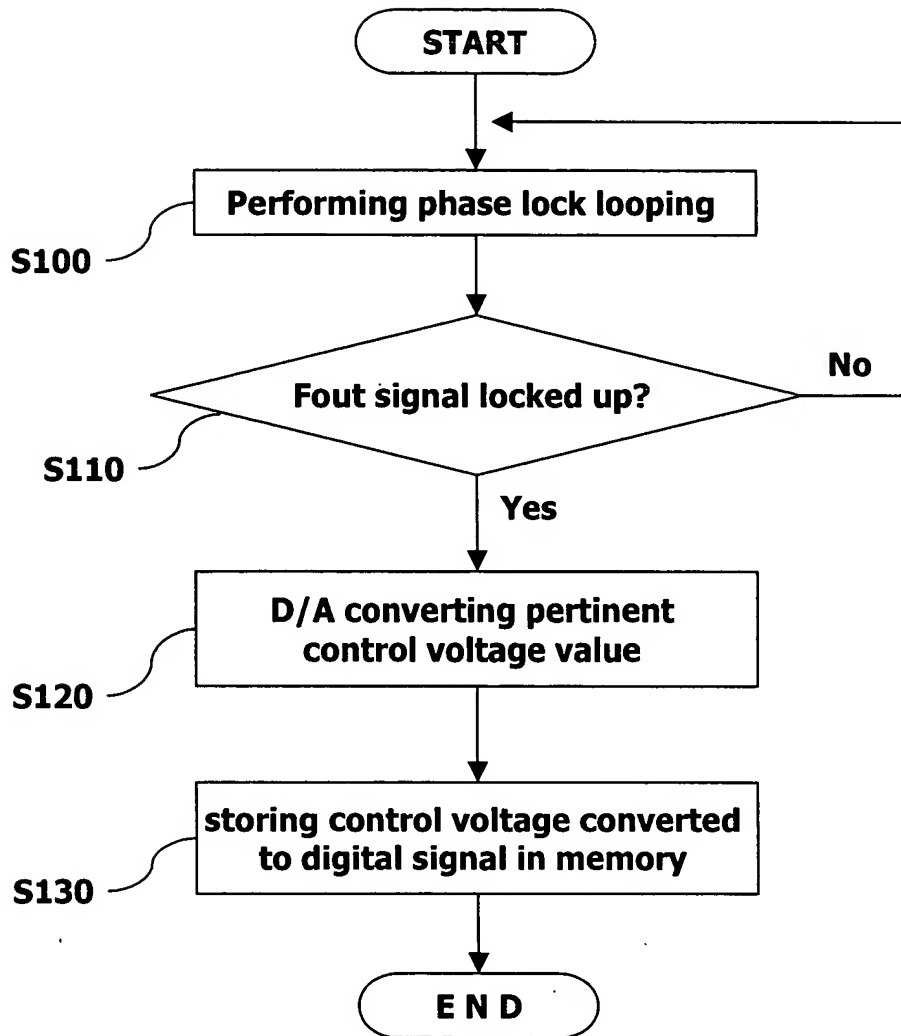 START
Performing phase lock looping
S100
Fout signal locked up?
No
S110
Yes
D/A converting pertinent
control voltage value
S120
storing control voltage converted
to digital signal in memory
S130
E N D